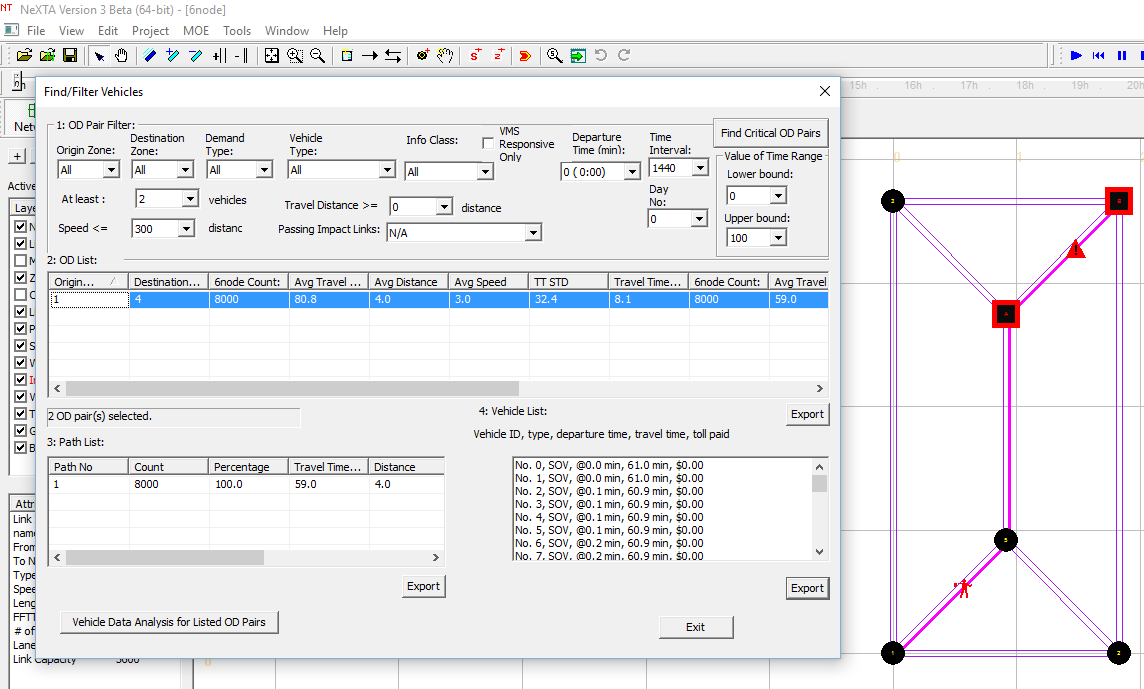 NeXTA Version 3 Beta (64-bit) - [6node]
File View Edit Project MOE Tools Window Help
15h 16h 17h 18h 19h 20h
Find/Filter Vehicles
1: OD Pair Filter:
Origin Zone: All
Destination Zone: All
Demand Type: All
Vehicle Type: All
Info Class: All
VMS Responsive Only
Departure Time (min): 0 ( 0:00)
Time Interval: 1440
Find Critical OD Pairs
Value of Time Range
Lower bound:
0
Upper bound:
100
At least : 2 vehicles
Travel Distance >= 0 distance
Day No: 0
Speed <= 300 distanc
Passing Impact Links: N/A
2: OD List:
Origin... Destination... 6node Count: Avg Travel ... Avg Distance Avg Speed TT STD Travel Time... 6node Count: Avg Travel
1 4 8000 80.8 4.0 3.0 32.4 8.1 8000 59.0
2 OD pair(s) selected.
Export
3: Path List:
Path No Count Percentage Travel Time... Distance
1 8000 100.0 59.0 4.0
Export
4: Vehicle List:
Vehicle ID, type, departure time, travel time, toll paid
No. 0, SOV, @0.0 min, 61.0 min, $0.00
No. 1, SOV, @0.0 min, 61.0 min, $0.00
No. 2, SOV, @0.1 min, 60.9 min, $0.00
No. 3, SOV, @0.1 min, 60.9 min, $0.00
No. 4, SOV, @0.1 min, 60.9 min, $0.00
No. 5, SOV, @0.1 min, 60.9 min, $0.00
No. 6, SOV, @0.2 min, 60.9 min, $0.00
No. 7, SOV, @0.2 min, 60.9 min, $0.00
Export
Vehicle Data Analysis for Listed OD Pairs
Exit
Netw
Active
Laye
Attri
Link
name
From
To N
Type
Spee
Leng
FFTT
# of
Lane
Link Capacity
0
1
2
0
1
2